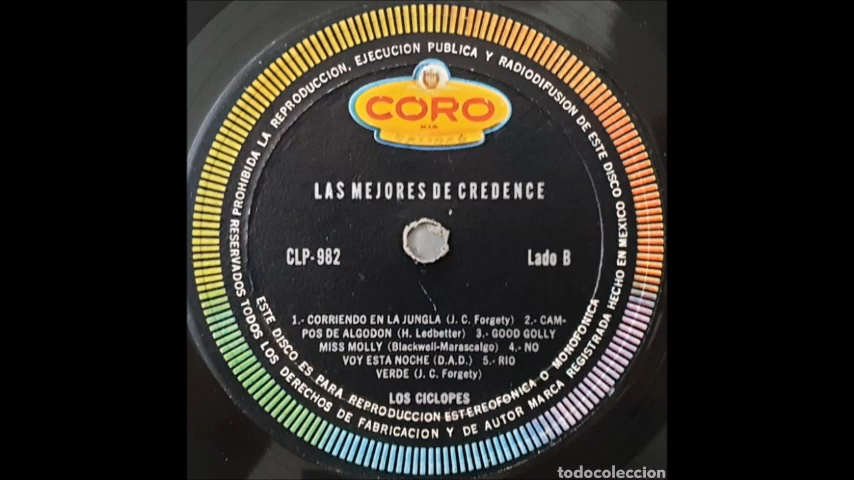 RESERVADOS TODOS LOS DERECHOS DE FABRICACION Y DE AUTOR MARCA REGISTRADA HECHO EN MEXICO
PROHIBIDA LA REPRODUCCION, EJECUCION PUBLICA Y RADIODIFUSION DE ESTE DISCO
CORO
LAS MEJORES DE CREDENCE
CLP-982
Lado B
1.- CORRIENDO EN LA JUNGLA (J. C. Forgety) 2.- CAM-
POS DE ALGODON (H. Ledbetter) 3.- GOOD GOLLY
MISS MOLLY (Blackwell-Marascalgo) 4.- NO
VOY ESTA NOCHE (D.A.D.) 5.- RIO
VERDE (J. C. Forgety)
LOS CICLOPES
ESTE DISCO ES PARA REPRODUCCION ESTEREOFONICA O MONOFONICA
todocoleccion